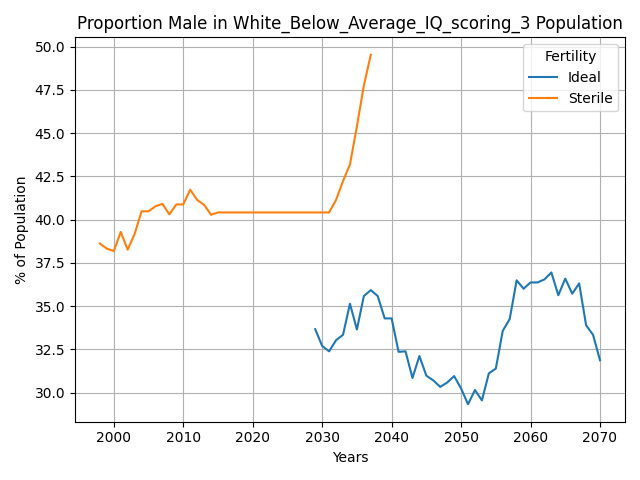 Proportion Male in White_Below_Average_IQ_scoring_3 Population
Fertility
Ideal
Sterile
% of Population
50.0
47.5
45.0
42.5
40.0
37.5
35.0
32.5
30.0
2000 2010 2020 2030 2040 2050 2060 2070
Years